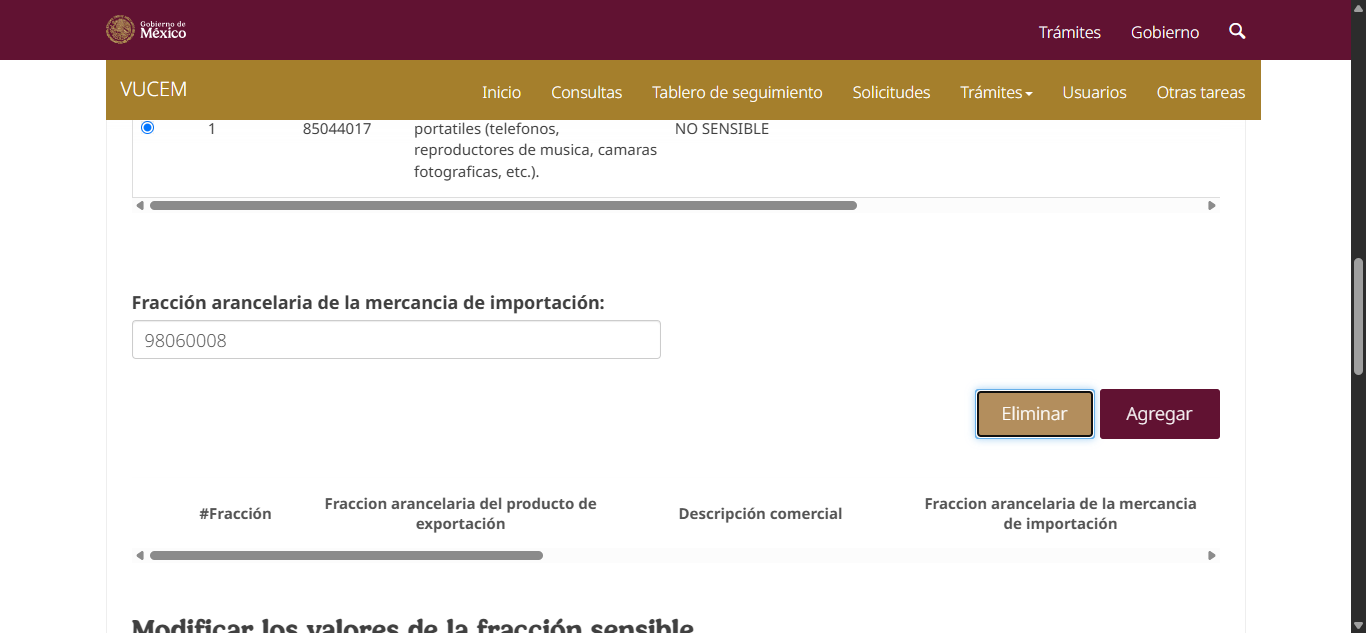 Gobierno de
México
Trámites
Gobierno
VUCEM
Inicio
Consultas
Tablero de seguimiento
Solicitudes
Trámites
Usuarios
Otras tareas
1
85044017
portatiles (telefonos,
reproductores de musica, camaras
fotograficas, etc.).
NO SENSIBLE
Fracción arancelaria de la mercancia de importación:
98060008
Eliminar
Agregar
#Fracción
Fraccion arancelaria del producto de
exportación
Descripción comercial
Fraccion arancelaria de la mercancia
de importación
Modificar los valores de la fracción sensible